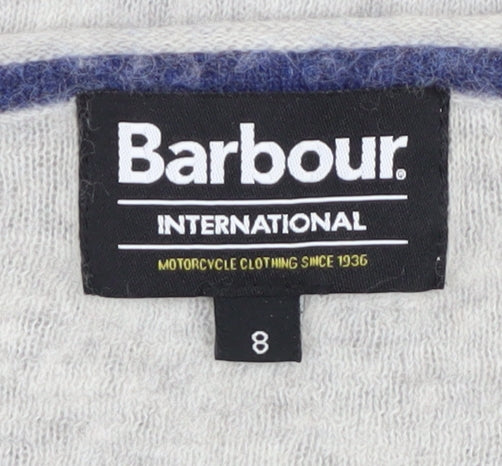 Barbour®
INTERNATIONAL
MOTORCYCLE CLOTHING SINCE 1936
8